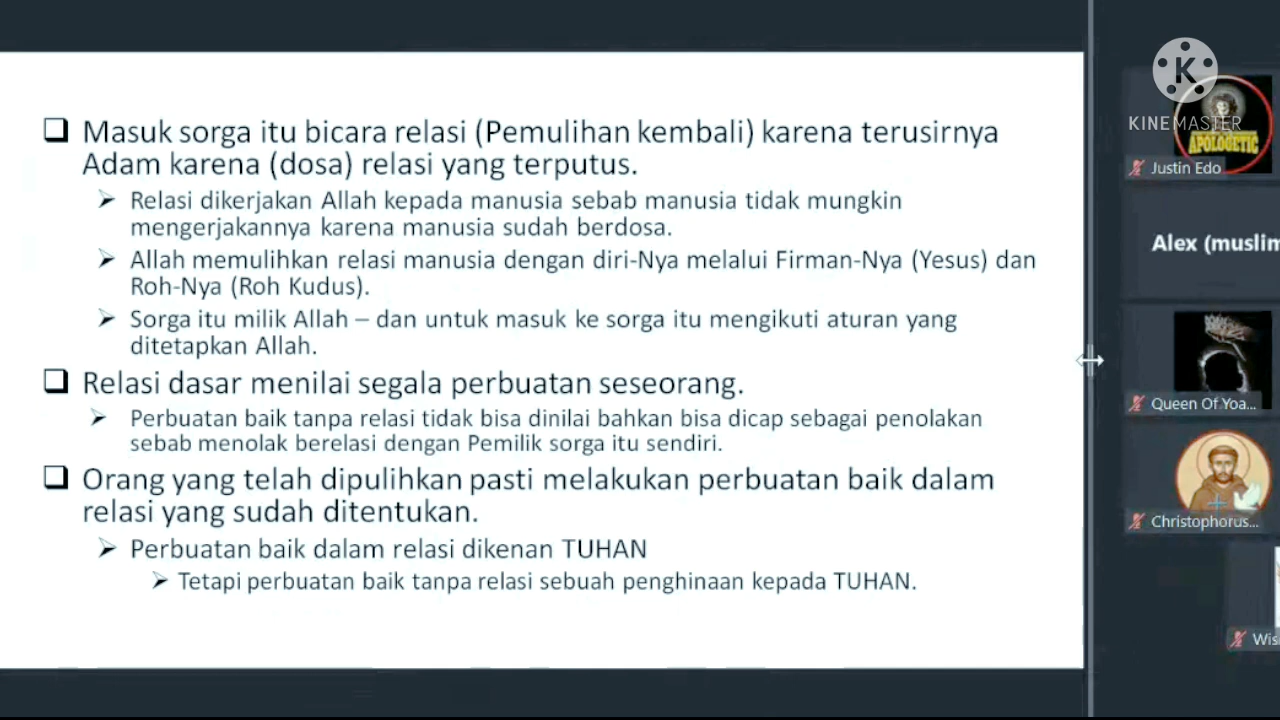 Masuk sorga itu bicara relasi (Pemulihan kembali) karena terusirnya
Adam karena (dosa) relasi yang terputus.
Relasi dikerjakan Allah kepada manusia sebab manusia tidak mungkin
mengerjakannya karena manusia sudah berdosa.
Allah memulihkan relasi manusia dengan diri-Nya melalui Firman-Nya (Yesus) dan
Roh-Nya (Roh Kudus).
Sorga itu milik Allah – dan untuk masuk ke sorga itu mengikuti aturan yang
ditetapkan Allah.
Relasi dasar menilai segala perbuatan seseorang.
Perbuatan baik tanpa relasi tidak bisa dinilai bahkan bisa dicap sebagai penolakan
sebab menolak berelasi dengan Pemilik sorga itu sendiri.
Orang yang telah dipulihkan pasti melakukan perbuatan baik dalam
relasi yang sudah ditentukan.
Perbuatan baik dalam relasi dikenan TUHAN
Tetapi perbuatan baik tanpa relasi sebuah penghinaan kepada TUHAN.
K
KINEMASTER
APOLOGETIC
Justin Edo
Alex (muslim
Queen Of Yoa...
Christophorus...
Wis